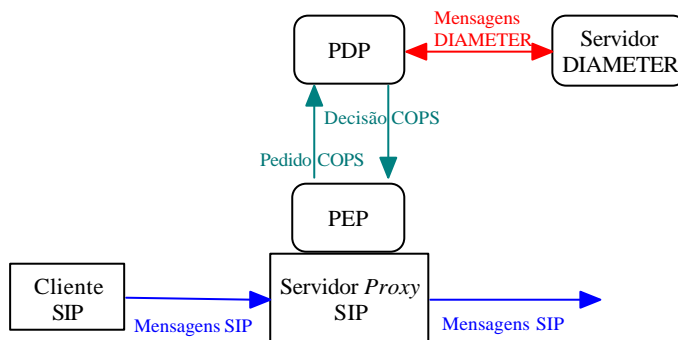 Mensagens
DIAMETER
PDP
Servidor
DIAMETER
Decisão COPS
Pedido COPS
PEP
Cliente
SIP
Servidor Proxy
SIP
Mensagens SIP
Mensagens SIP